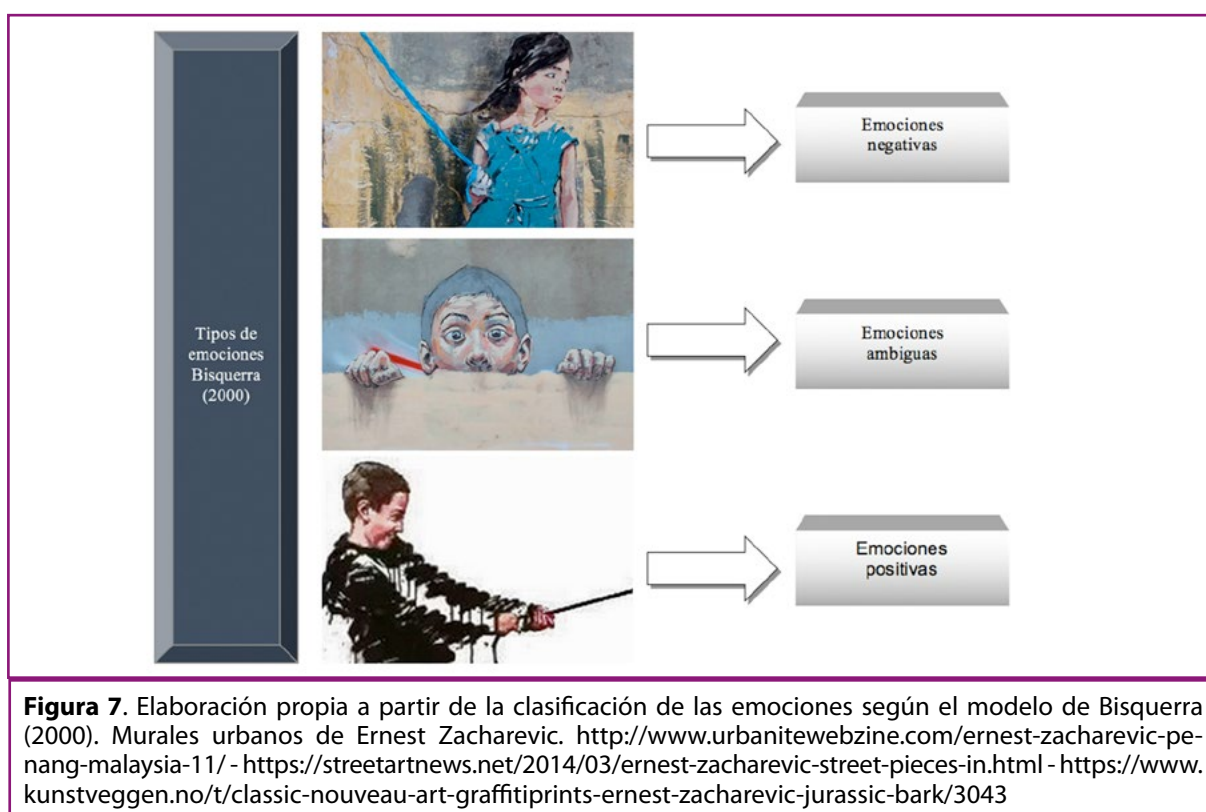 Tipos de
emociones
Bisquerra
(2000)
Emociones
negativas
Emociones
ambiguas
Emociones
positivas
Figura 7. Elaboración propia a partir de la clasificación de las emociones según el modelo de Bisquerra
(2000). Murales urbanos de Ernest Zacharevic. http://www.urbanitewebzine.com/ernest-zacharevic-pe-
nang-malaysia-11/ - https://streetartnews.net/2014/03/ernest-zacharevic-street-pieces-in.html - https://www.
kunstveggen.no/t/classic-nouveau-art-graffitiprints-ernest-zacharevic-jurassic-bark/3043